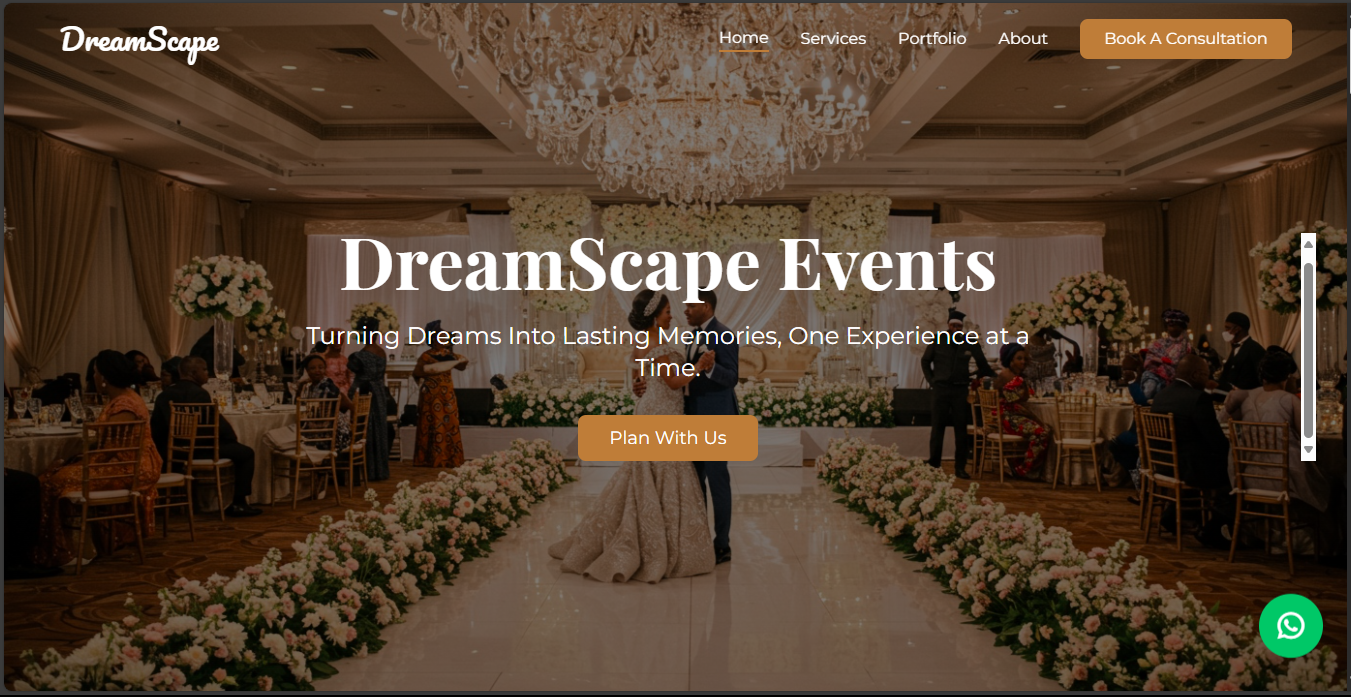 DreamScape
Home Services Portfolio About Book A Consultation
DreamScape Events
Turning Dreams Into Lasting Memories, One Experience at a
Time.
Plan With Us